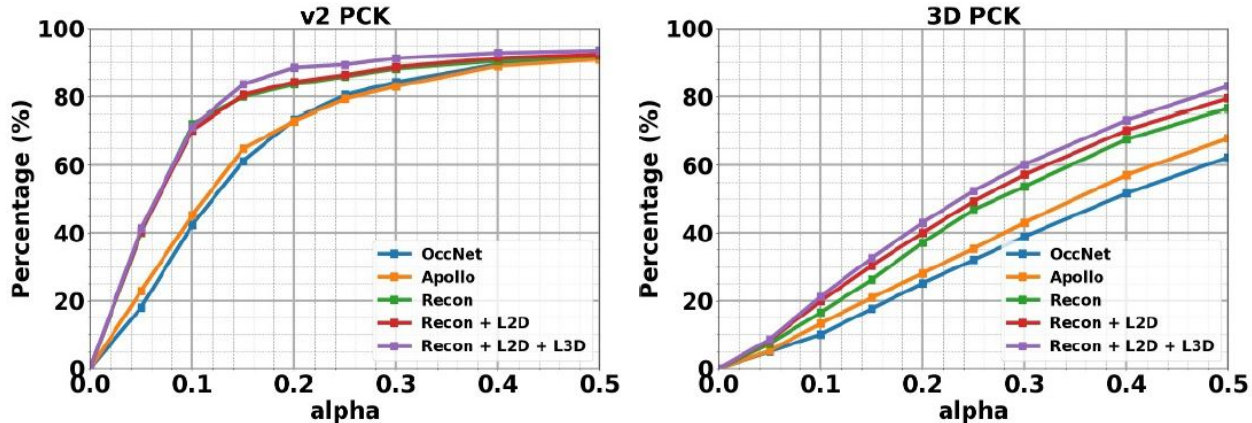 v2 PCK
Percentage (%)
100
80
60
40
20
0
0.0 0.1 0.2 0.3 0.4 0.5
alpha
OccNet
Apollo
Recon
Recon + L2D
Recon + L2D + L3D
3D PCK
Percentage (%)
100
80
60
40
20
0
0.0 0.1 0.2 0.3 0.4 0.5
alpha
OccNet
Apollo
Recon
Recon + L2D
Recon + L2D + L3D